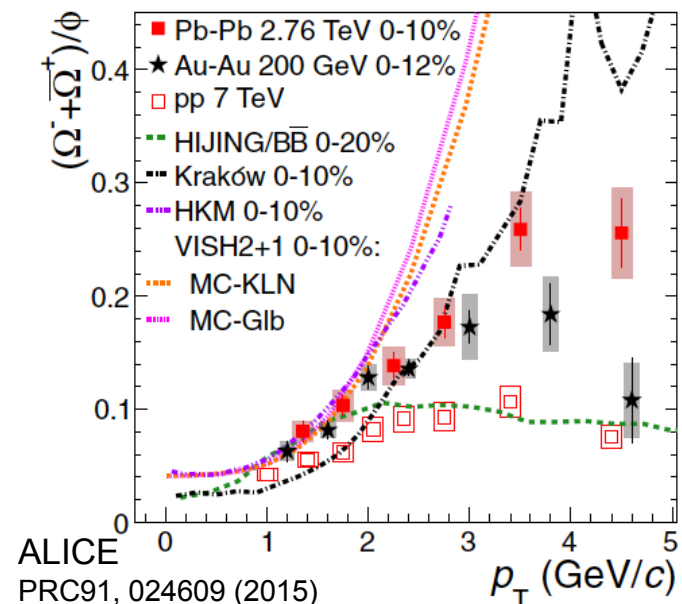 (Ω⁻+Ω̅⁺)/ϕ
0.4
0.3
0.2
0.1
0
Pb-Pb 2.76 TeV 0-10%
Au-Au 200 GeV 0-12%
pp 7 TeV
HIJING/BB̅ 0-20%
Kraków 0-10%
HKM 0-10%
VISH2+1 0-10%:
MC-KLN
MC-Glb
0 1 2 3 4 5
p_T (GeV/c)
ALICE
PRC91, 024609 (2015)